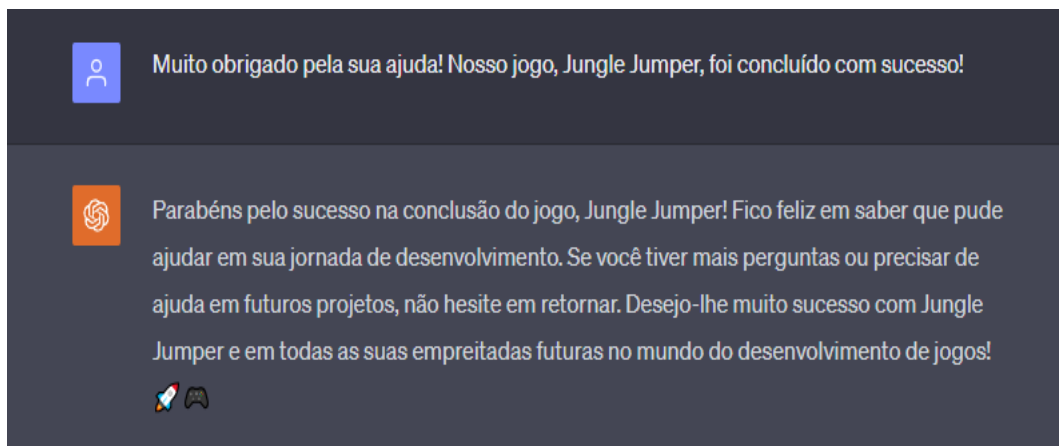 Muito obrigado pela sua ajuda! Nosso jogo, Jungle Jumper, foi concluído com sucesso!
Parabéns pelo sucesso na conclusão do jogo, Jungle Jumper! Fico feliz em saber que pude
ajudar em sua jornada de desenvolvimento. Se você tiver mais perguntas ou precisar de
ajuda em futuros projetos, não hesite em retornar. Desejo-lhe muito sucesso com Jungle
Jumper e em todas as suas empreitadas futuras no mundo do desenvolvimento de jogos!
🚀 🎮